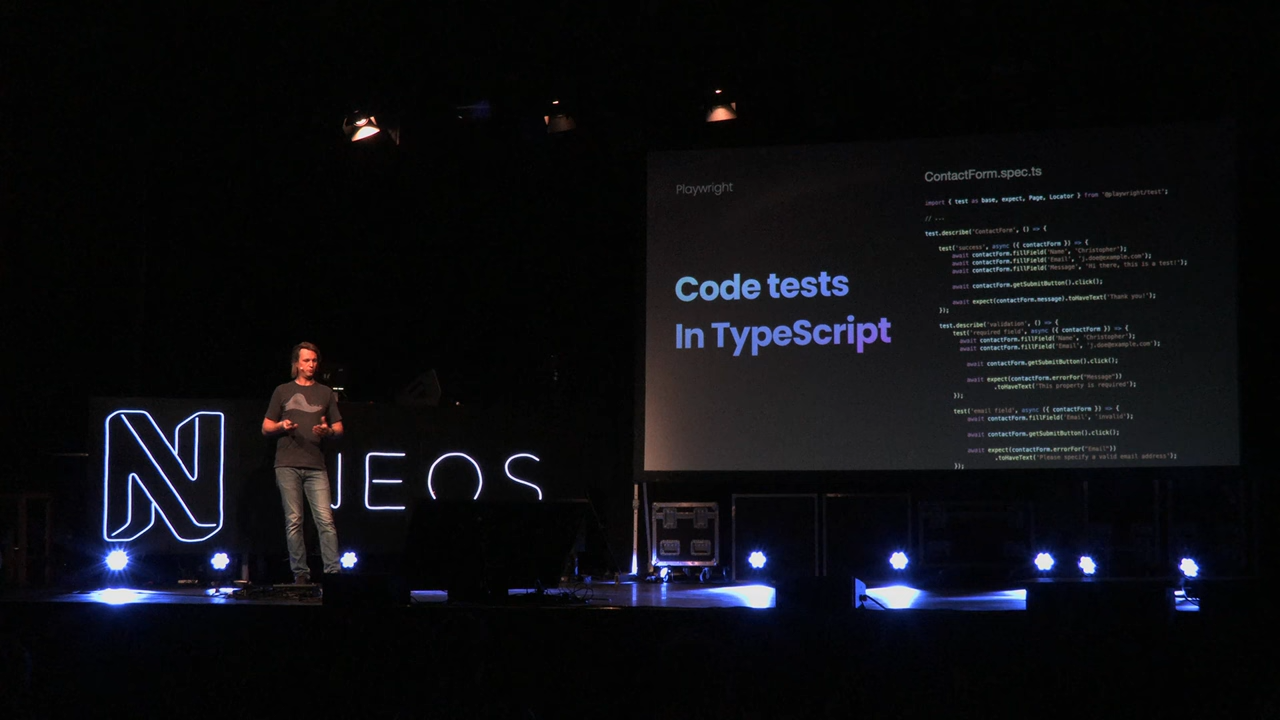 NEOS
Playwright
Code tests
In TypeScript
ContactForm.spec.ts
import { test as base, expect, Page, Locator } from '@playwright/test';
// ...
test.describe('ContactForm', () => {
test('success', async ({ contactForm }) => {
await contactForm.fillField('Name', 'Christopher');
await contactForm.fillField('Email', 'j.doe@example.com');
await contactForm.fillField('Message', 'Hi there, this is a test!');
await contactForm.getSubmitButton().click();
await expect(contactForm.message).toHaveText('Thank you!');
});
test.describe('validation', () => {
test('required field', async ({ contactForm }) => {
await contactForm.fillField('Name', 'Christopher');
await contactForm.fillField('Email', 'j.doe@example.com');
await contactForm.getSubmitButton().click();
await expect(contactForm.errorFor("Message"))
.toHaveText('This property is required');
});
test('email field', async ({ contactForm }) => {
await contactForm.fillField('Email', 'invalid');
await contactForm.getSubmitButton().click();
await expect(contactForm.errorFor("Email"))
.toHaveText('Please specify a valid email address');
});